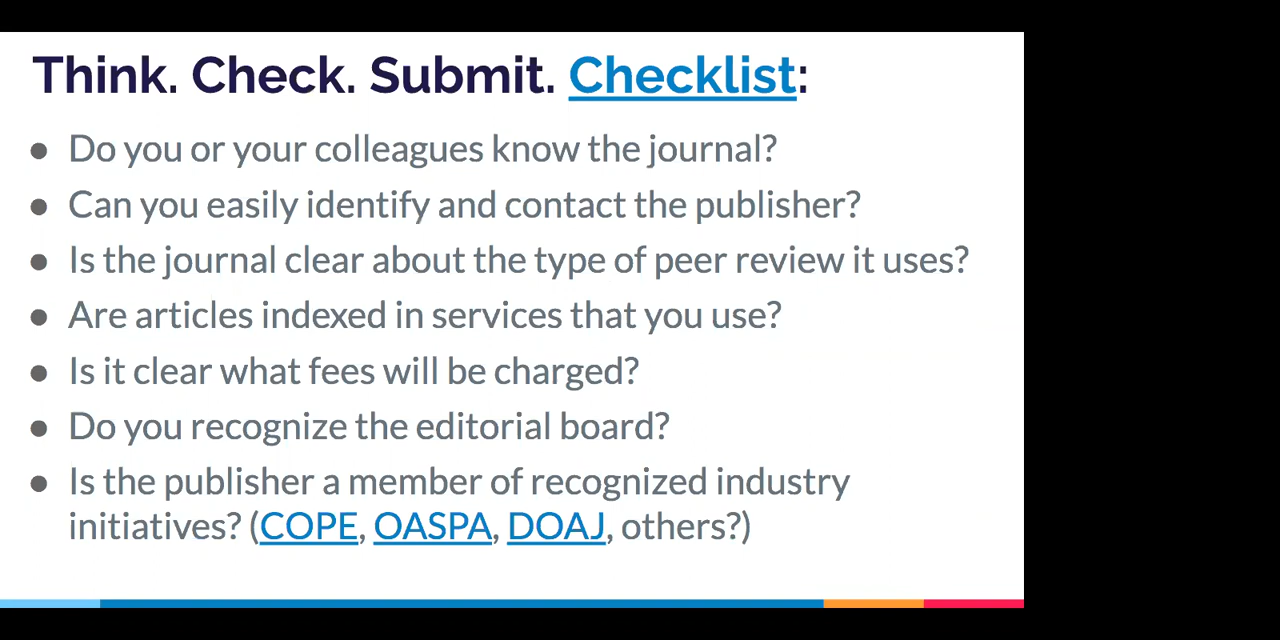 Think. Check. Submit. Checklist:
● Do you or your colleagues know the journal?
● Can you easily identify and contact the publisher?
● Is the journal clear about the type of peer review it uses?
● Are articles indexed in services that you use?
● Is it clear what fees will be charged?
● Do you recognize the editorial board?
● Is the publisher a member of recognized industry
initiatives? (COPE, OASPA, DOAJ, others?)